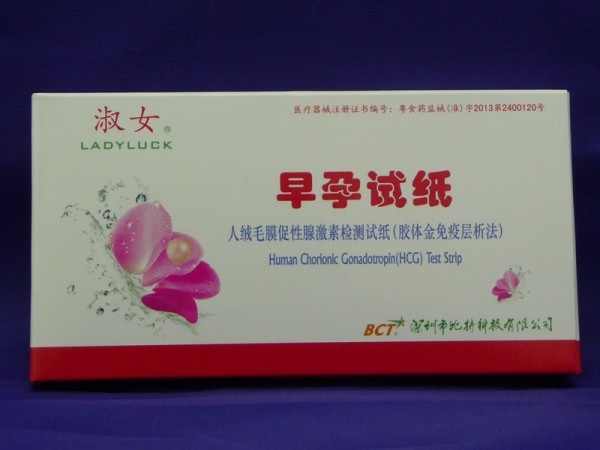 淑女®
LADYLUCK
医疗器械注册证书编号：粤食药监械(准)字2013第2400120号
早孕试纸
人绒毛膜促性腺激素检测试纸(胶体金免疫层析法)
Human Chorionic Gonadotropin(HCG) Test Strip
BCT 深圳市比特科技有限公司